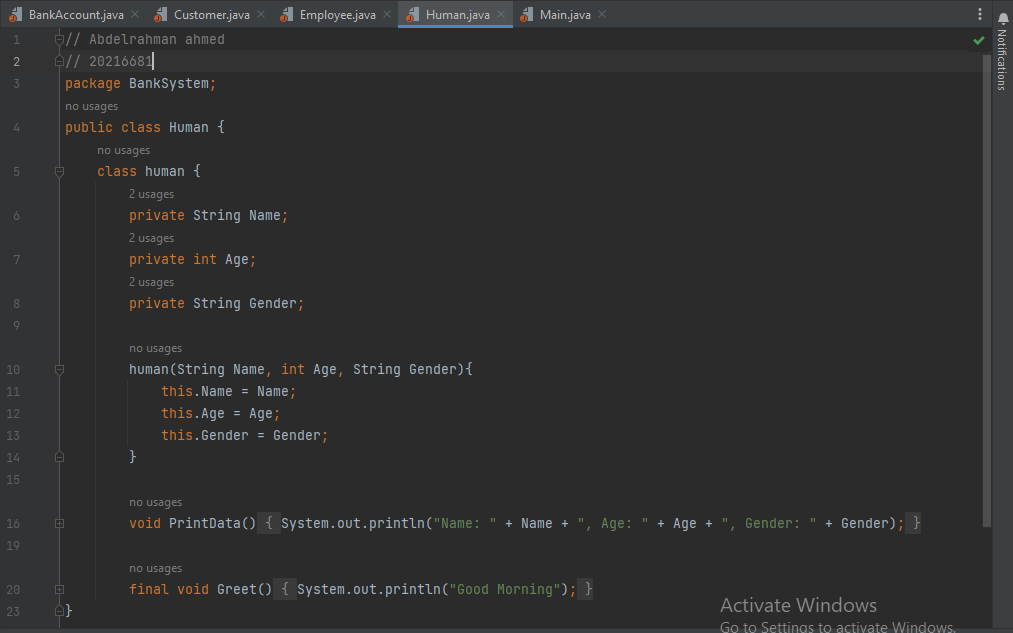 BankAccount.java Customer.java Employee.java Human.java Main.java
Notifications
1 // Abdelrahman ahmed
2 // 20216681
3 package BankSystem;
no usages
4 public class Human {
no usages
5 class human {
2 usages
6 private String Name;
2 usages
7 private int Age;
2 usages
8 private String Gender;
9
no usages
10 human(String Name, int Age, String Gender){
11 this.Name = Name;
12 this.Age = Age;
13 this.Gender = Gender;
14 }
15
no usages
16 void PrintData() { System.out.println("Name: " + Name + ", Age: " + Age + ", Gender: " + Gender); }
19
no usages
20 final void Greet() { System.out.println("Good Morning"); }
23 }
Activate Windows
Go to Settings to activate Windows.